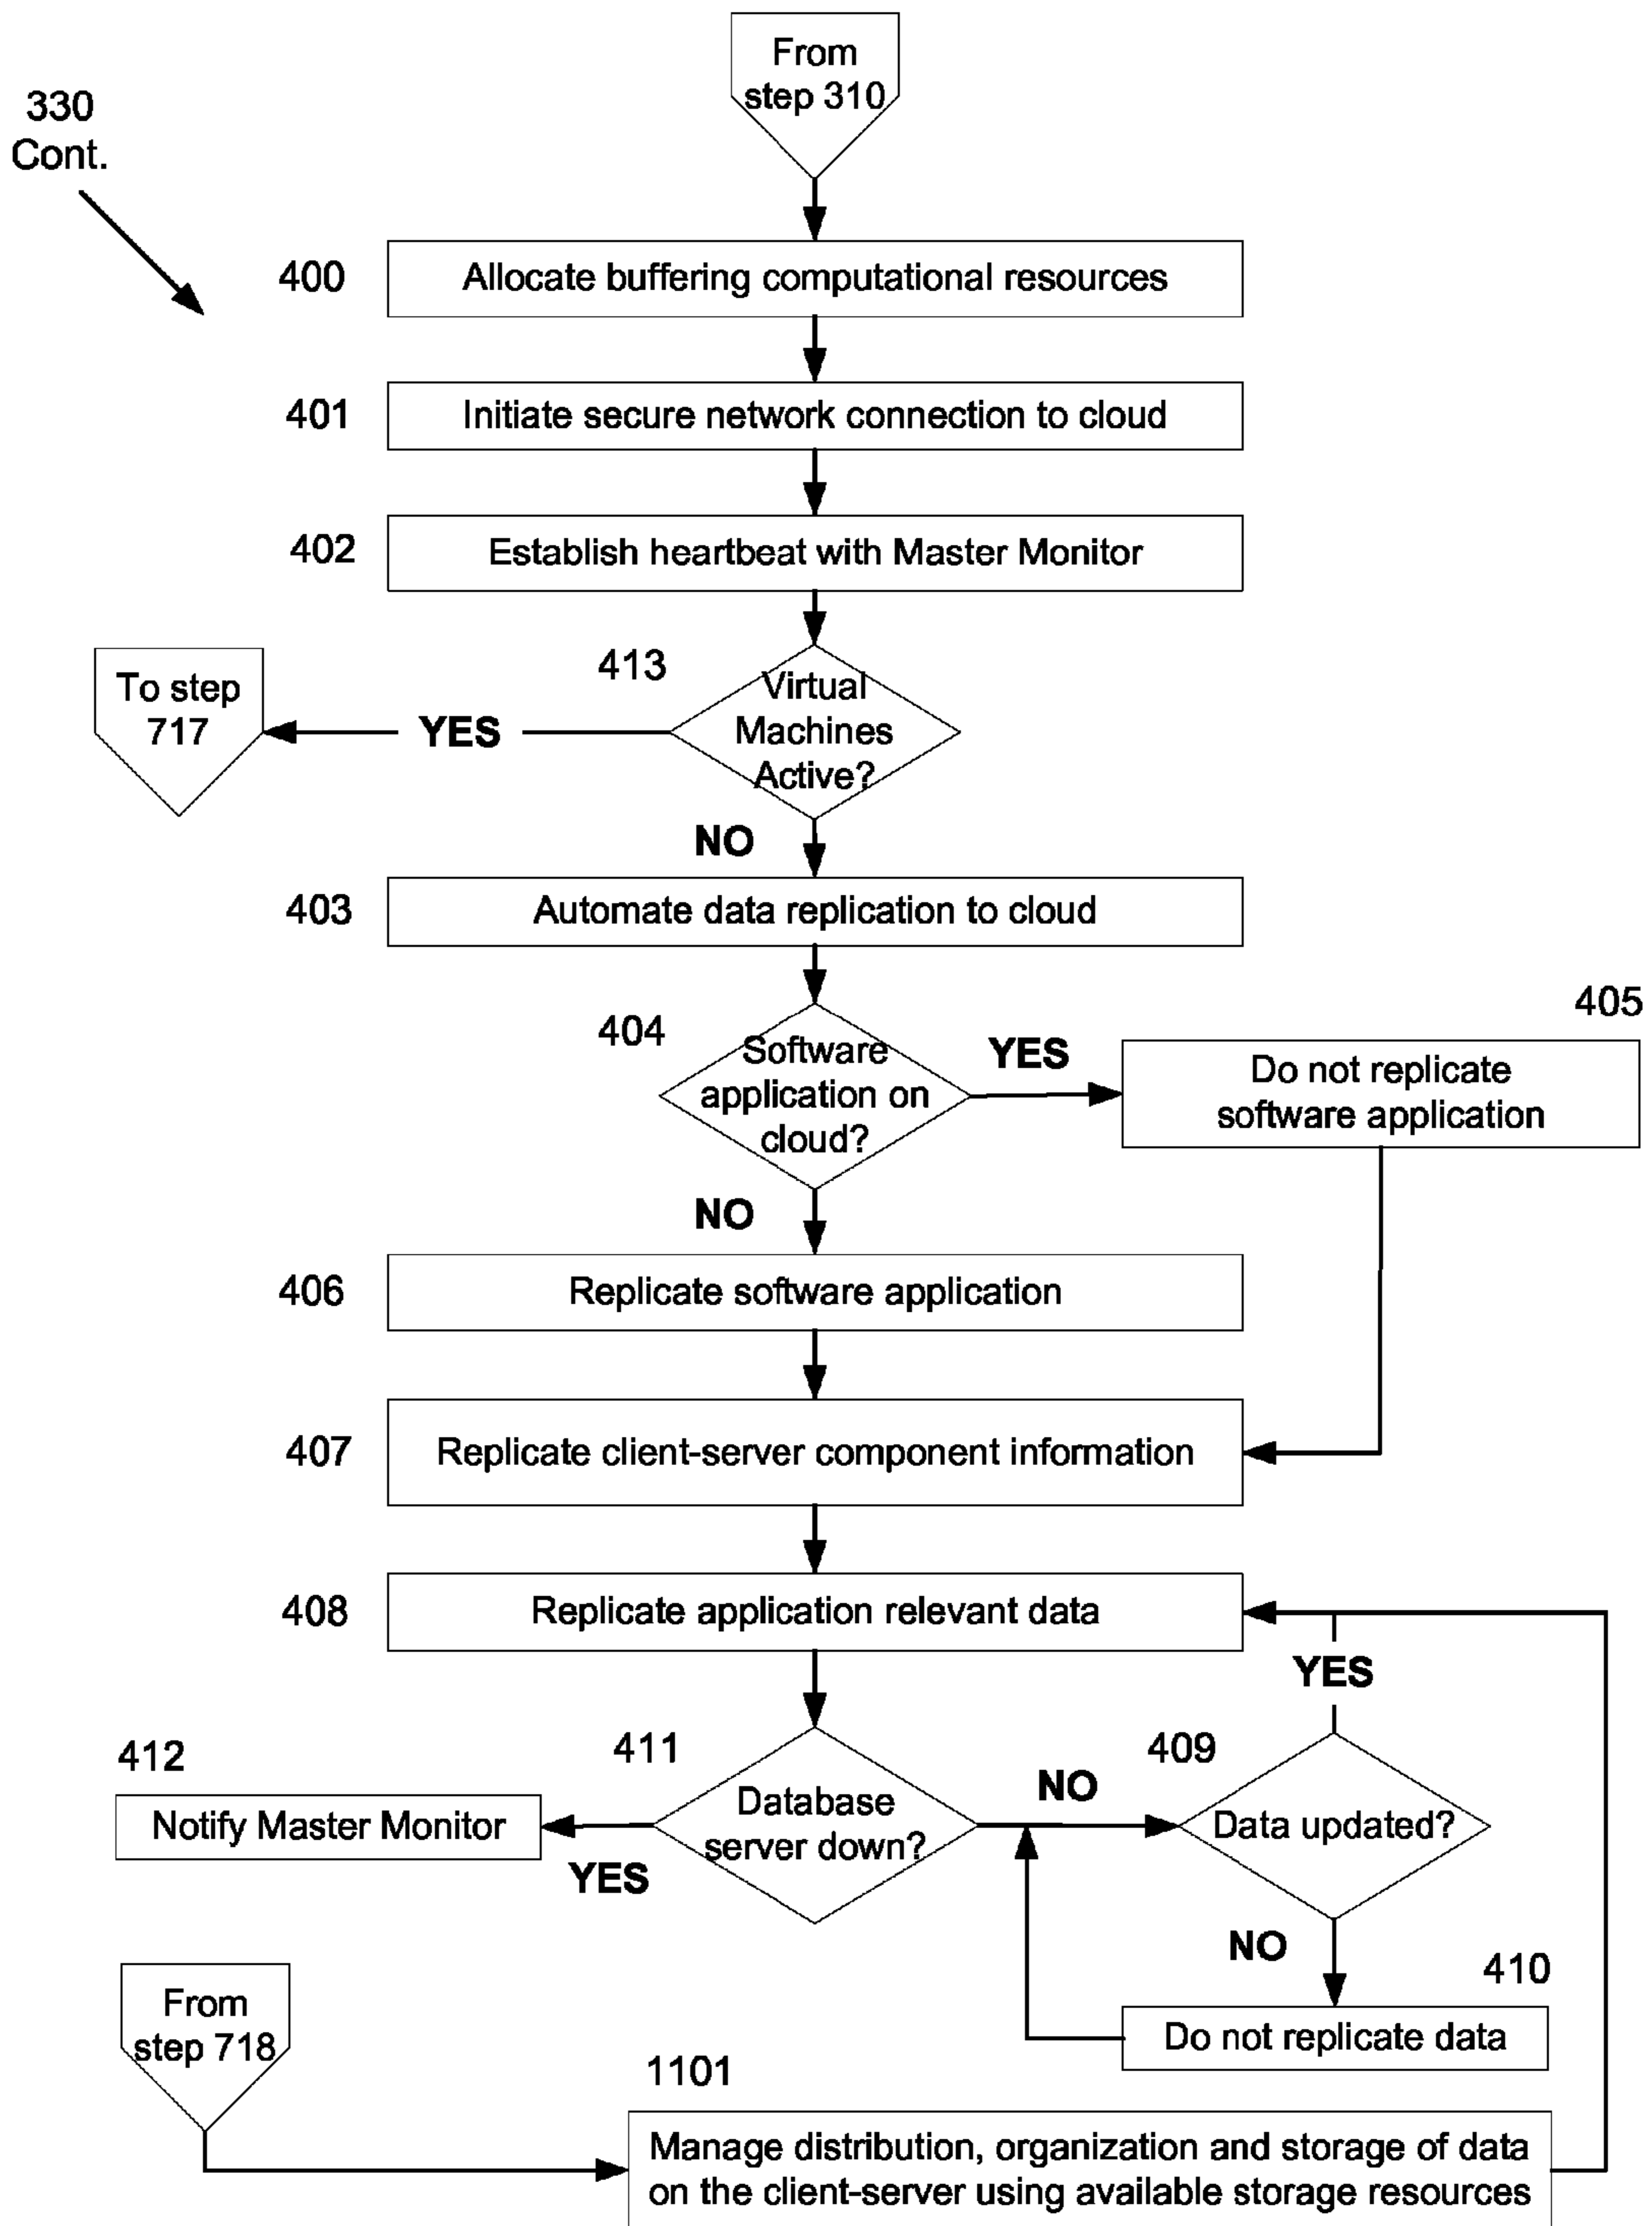 From
step 310
330
Cont.
400
Allocate buffering computational resources
401
Initiate secure network connection to cloud
402
Establish heartbeat with Master Monitor
413
Virtual
Machines
Active?
To step
717
YES
NO
403
Automate data replication to cloud
404
Software
application on
cloud?
YES
405
Do not replicate
software application
NO
406
Replicate software application
407
Replicate client-server component information
408
Replicate application relevant data
YES
412
Notify Master Monitor
411
Database
server down?
YES
NO
409
Data updated?
NO
410
Do not replicate data
From
step 718
1101
Manage distribution, organization and storage of data
on the client-server using available storage resources